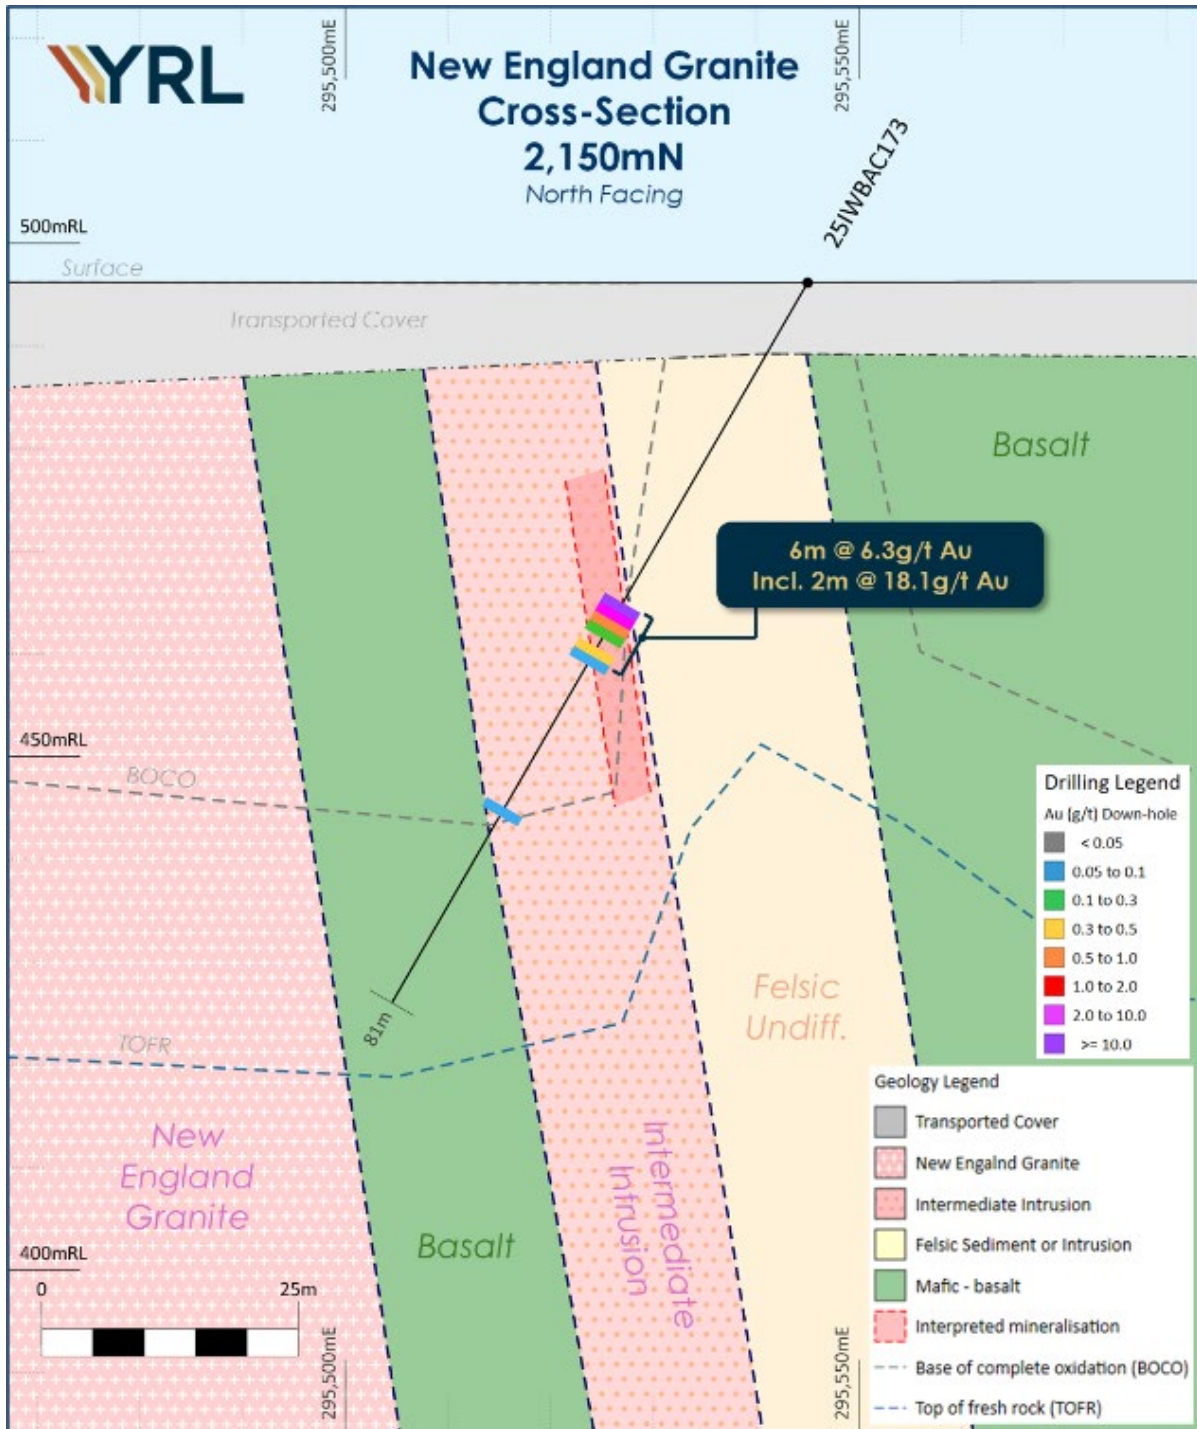 YRL
New England Granite
Cross-Section
2,150mN
North Facing
295,500mE
295,550mE
25IWBAC173
500mRL
Surface
Transported Cover
Basalt
6m @ 6.3g/t Au
Incl. 2m @ 18.1g/t Au
450mRL
BOCO
Drilling Legend
Au (g/t) Down-hole
< 0.05
0.05 to 0.1
0.1 to 0.3
0.3 to 0.5
0.5 to 1.0
1.0 to 2.0
2.0 to 10.0
>= 10.0
81m
TOFR
Felsic
Undiff.
New
England
Granite
Basalt
Intermediate
Intrusion
Geology Legend
Transported Cover
New Engalnd Granite
Intermediate Intrusion
Felsic Sediment or Intrusion
Mafic - basalt
Interpreted mineralisation
Base of complete oxidation (BOCO)
Top of fresh rock (TOFR)
400mRL
0
25m
295,500mE
295,550mE